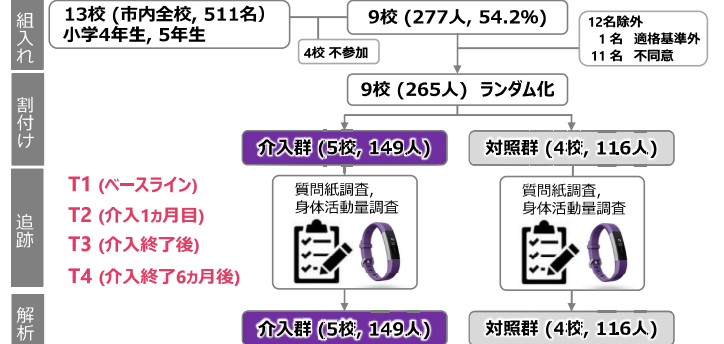 組入れ
13校 (市内全校, 511名)
小学4年生, 5年生
4校 不参加
9校 (277人, 54.2%)
12名除外
1名 適格基準外
11名 不同意
割付け
9校 (265人) ランダム化
介入群 (5校, 149人)
対照群 (4校, 116人)
追跡
T1 (ベースライン)
T2 (介入1ヵ月目)
T3 (介入終了後)
T4 (介入終了6ヵ月後)
質問紙調査,
身体活動量調査
質問紙調査,
身体活動量調査
解析
介入群 (5校, 149人)
対照群 (4校, 116人)